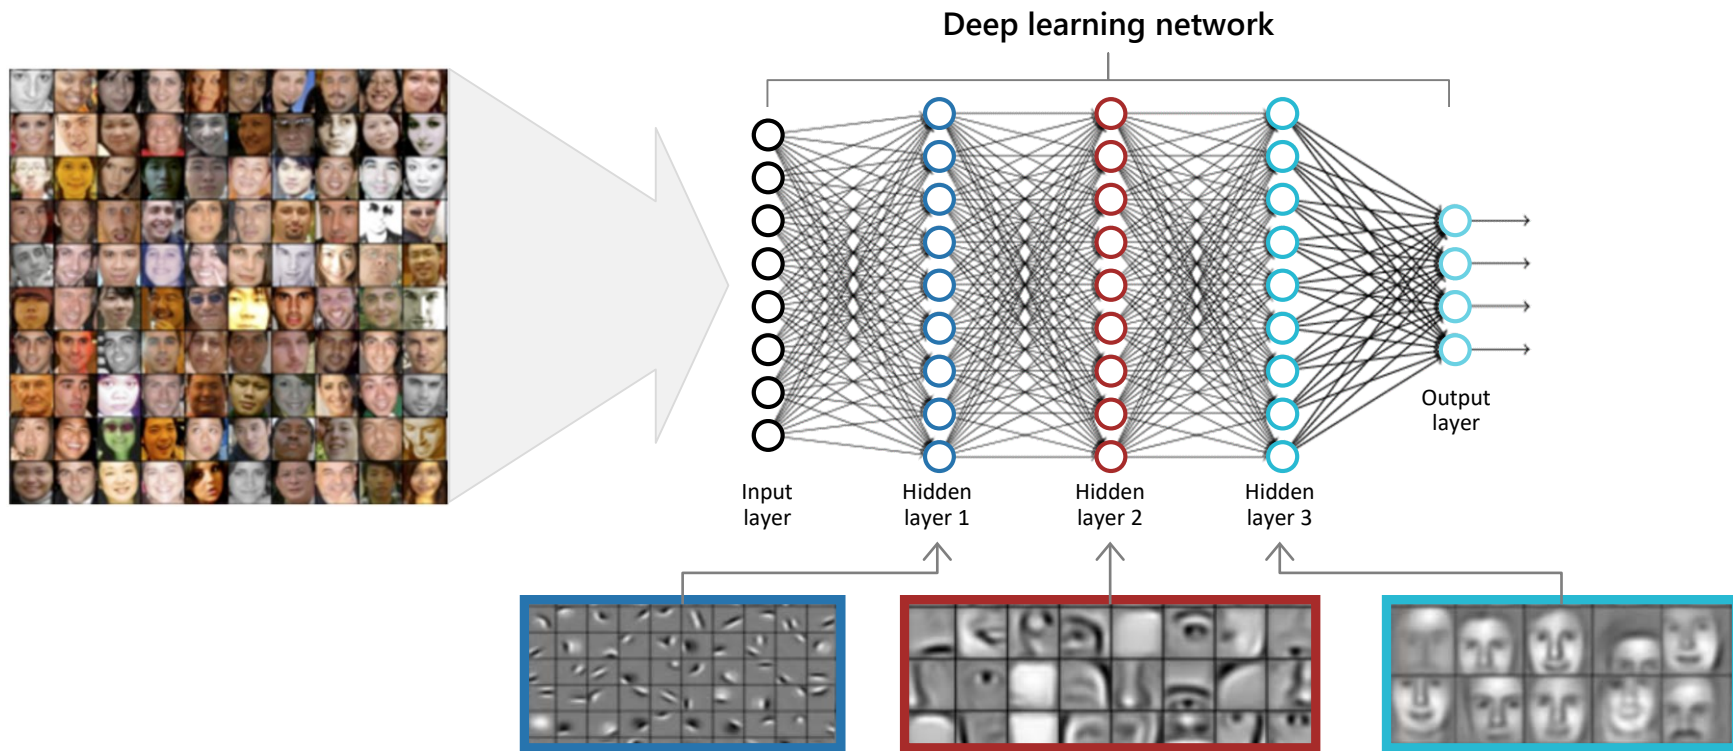 Deep learning network
Input
layer
Hidden
layer 1
Hidden
layer 2
Hidden
layer 3
Output
layer